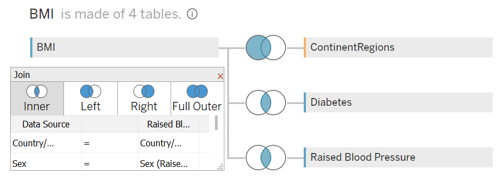 BMI is made of 4 tables.
BMI
ContinentRegions
Join
Inner Left Right Full Outer
Data Source Raised Bl...
Country/... = Country/...
Sex = Sex (Raise...
Diabetes
Raised Blood Pressure